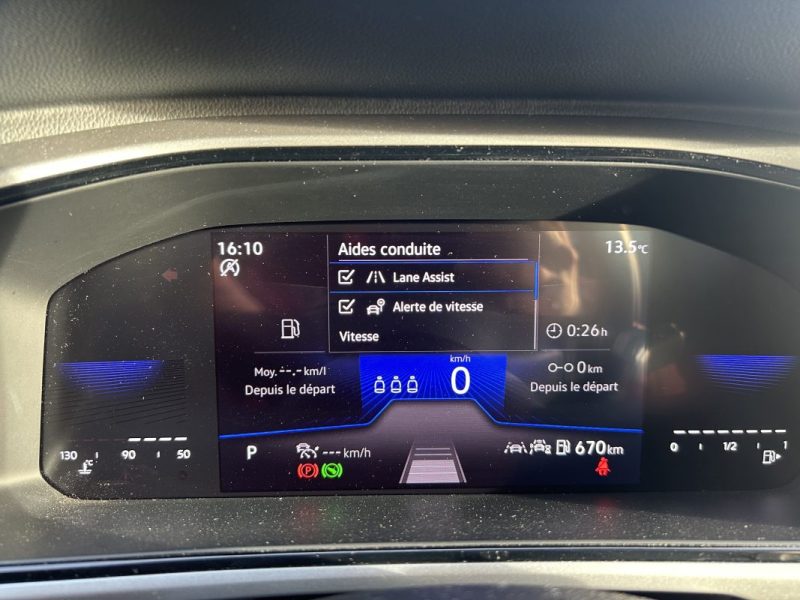 16:10
Aides conduite
13.5°C
Lane Assist
Alerte de vitesse
Vitesse
0:26 h
km/h
Moy. --,- km/l
0
0 km
Depuis le départ
Depuis le départ
P
--- km/h
670 km
P
130 90 50
°C
0 1/2 1